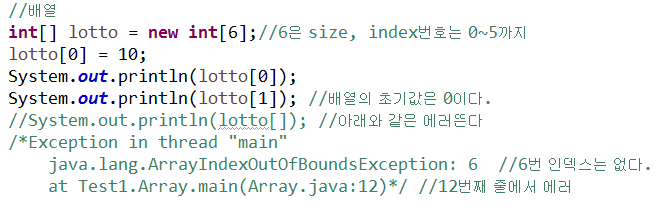 //배열
int[] lotto = new int[6];//6은 size, index번호는 0~5까지
lotto[0] = 10;
System.out.println(lotto[0]);
System.out.println(lotto[1]); //배열의 초기값은 0이다.
//System.out.println(lotto[]); //아래와 같은 에러뜬다
/*Exception in thread "main"
java.lang.ArrayIndexOutOfBoundsException: 6 //6번 인덱스는 없다.
at Test1.Array.main(Array.java:12)*/ //12번째 줄에서 에러